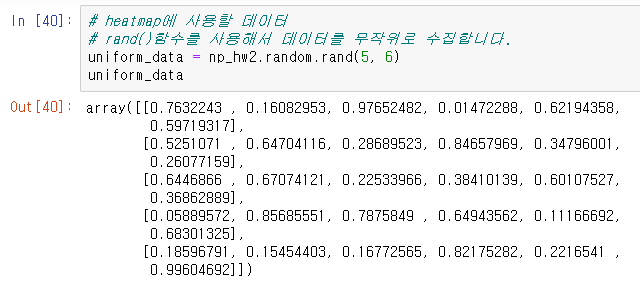 In [40]: # heatmap에 사용할 데이터
# rand()함수를 사용해서 데이터를 무작위로 수집합니다.
uniform_data = np_hw2.random.rand(5, 6)
uniform_data
Out[40]: array([[0.7632243 , 0.16082953, 0.97652482, 0.01472288, 0.62194358,
0.59719317],
[0.5251071 , 0.64704116, 0.28689523, 0.84657969, 0.34796001,
0.26077159],
[0.6446866 , 0.67074121, 0.22533966, 0.38410139, 0.60107527,
0.36862889],
[0.05889572, 0.85685551, 0.7875849 , 0.64943562, 0.11166692,
0.68301325],
[0.18596791, 0.15454403, 0.16772565, 0.82175282, 0.2216541 ,
0.99604692]])